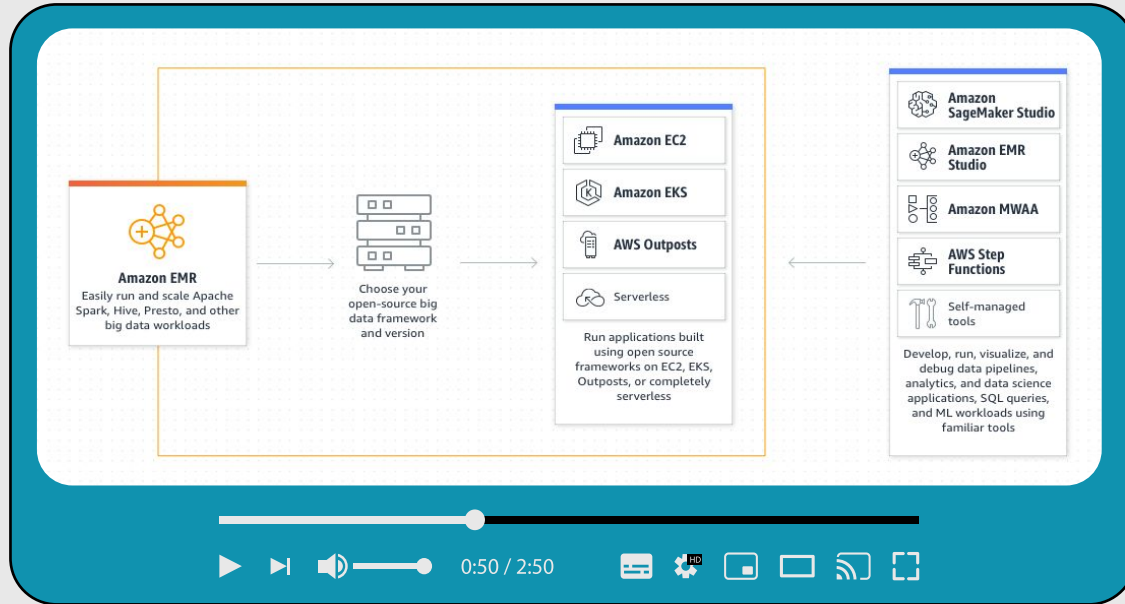 Amazon EMR
Easily run and scale Apache
Spark, Hive, Presto, and other
big data workloads
Choose your
open-source big
data framework
and version
Amazon EC2
Amazon EKS
AWS Outposts
Serverless
Run applications built
using open source
frameworks on EC2, EKS,
Outposts, or completely
serverless
Amazon
SageMaker Studio
Amazon EMR
Studio
Amazon MWAA
AWS Step
Functions
Self-managed
tools
Develop, run, visualize, and
debug data pipelines,
analytics, and data science
applications, SQL queries,
and ML workloads using
familiar tools
0:50 / 2:50
HD